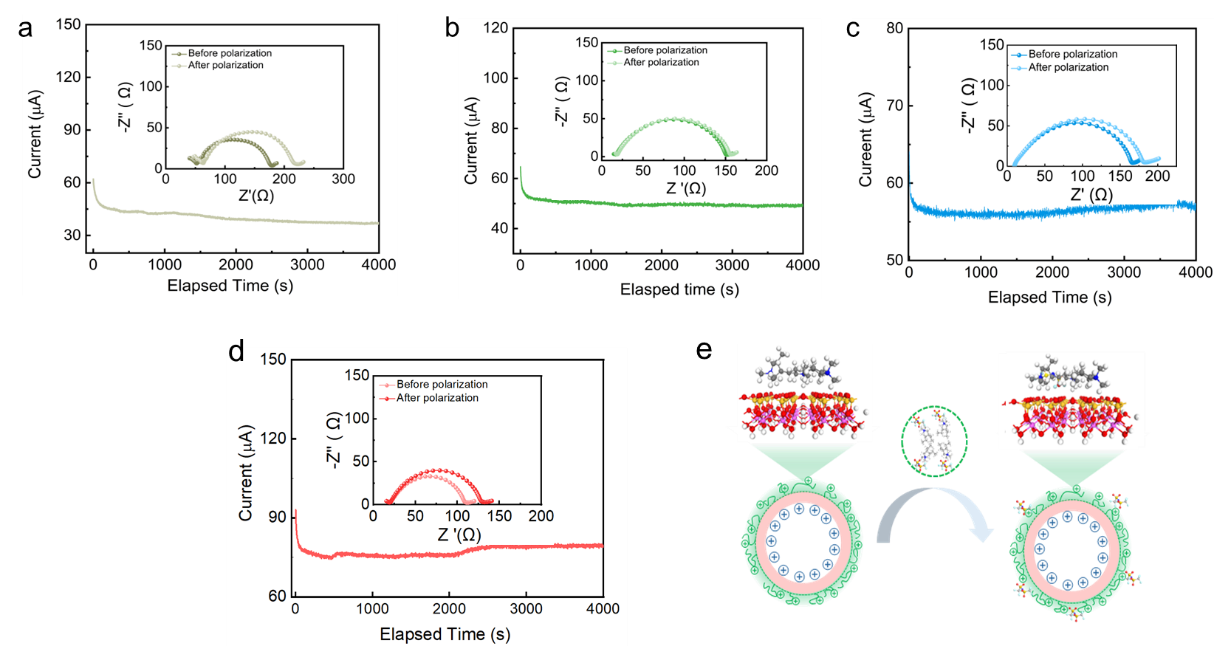 a
150
120
90
60
30
Current (μA)
0
1000
2000
3000
4000
Elapsed Time (s)
150
100
50
0
-Z'' ( Ω)
0
100
200
300
Z'(Ω)
Before polarization
After polarization
b
120
100
80
60
40
20
Current (μA)
0
1000
2000
3000
4000
Elasped time (s)
150
100
50
0
-Z'' ( Ω)
0
50
100
150
200
Z '(Ω)
Before polarization
After polarization
c
80
70
60
50
Cureent (μA)
0
1000
2000
3000
4000
Elapsed Time (s)
150
100
50
0
-Z'' ( Ω)
0
50
100
150
200
Z' (Ω)
Before polarization
After polarization
d
150
120
90
60
Current (μA)
0
1000
2000
3000
4000
Elapsed Time (s)
150
100
50
0
-Z'' ( Ω)
0
50
100
150
200
Z '(Ω)
Before polarization
After polarization
e